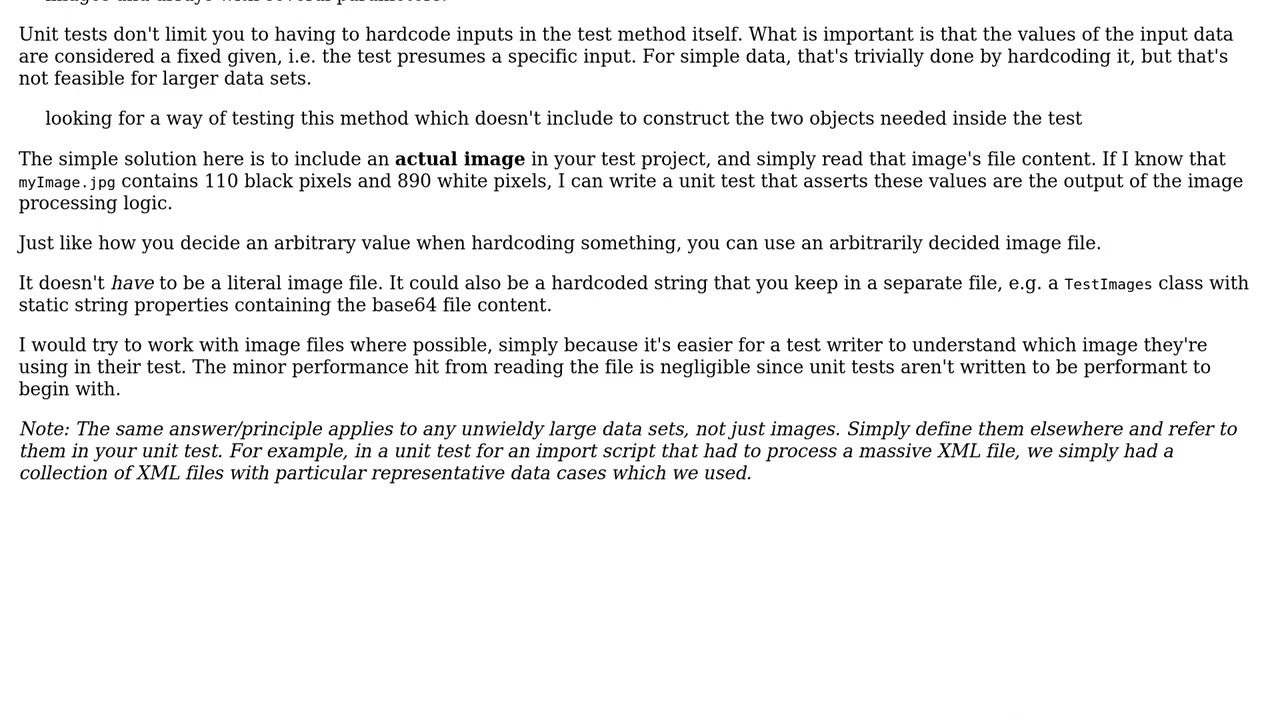 images and arrays with several parameters.
Unit tests don't limit you to having to hardcode inputs in the test method itself. What is important is that the values of the input data
are considered a fixed given, i.e. the test presumes a specific input. For simple data, that's trivially done by hardcoding it, but that's
not feasible for larger data sets.
looking for a way of testing this method which doesn't include to construct the two objects needed inside the test
The simple solution here is to include an actual image in your test project, and simply read that image's file content. If I know that
myImage.jpg contains 110 black pixels and 890 white pixels, I can write a unit test that asserts these values are the output of the image
processing logic.
Just like how you decide an arbitrary value when hardcoding something, you can use an arbitrarily decided image file.
It doesn't have to be a literal image file. It could also be a hardcoded string that you keep in a separate file, e.g. a TestImages class with
static string properties containing the base64 file content.
I would try to work with image files where possible, simply because it's easier for a test writer to understand which image they're
using in their test. The minor performance hit from reading the file is negligible since unit tests aren't written to be performant to
begin with.
Note: The same answer/principle applies to any unwieldy large data sets, not just images. Simply define them elsewhere and refer to
them in your unit test. For example, in a unit test for an import script that had to process a massive XML file, we simply had a
collection of XML files with particular representative data cases which we used.